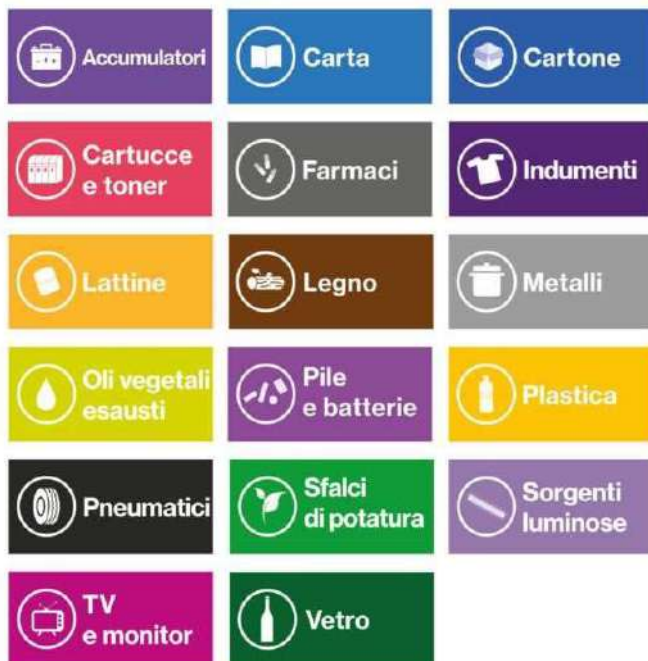 Accumulatori
Carta
Cartone
Cartucce
e toner
Farmaci
Indumenti
Lattine
Legno
Metalli
Oli vegetali
esausti
Pile
e batterie
Plastica
Pneumatici
Sfalci
di potatura
Sorgenti
luminose
TV
e monitor
Vetro